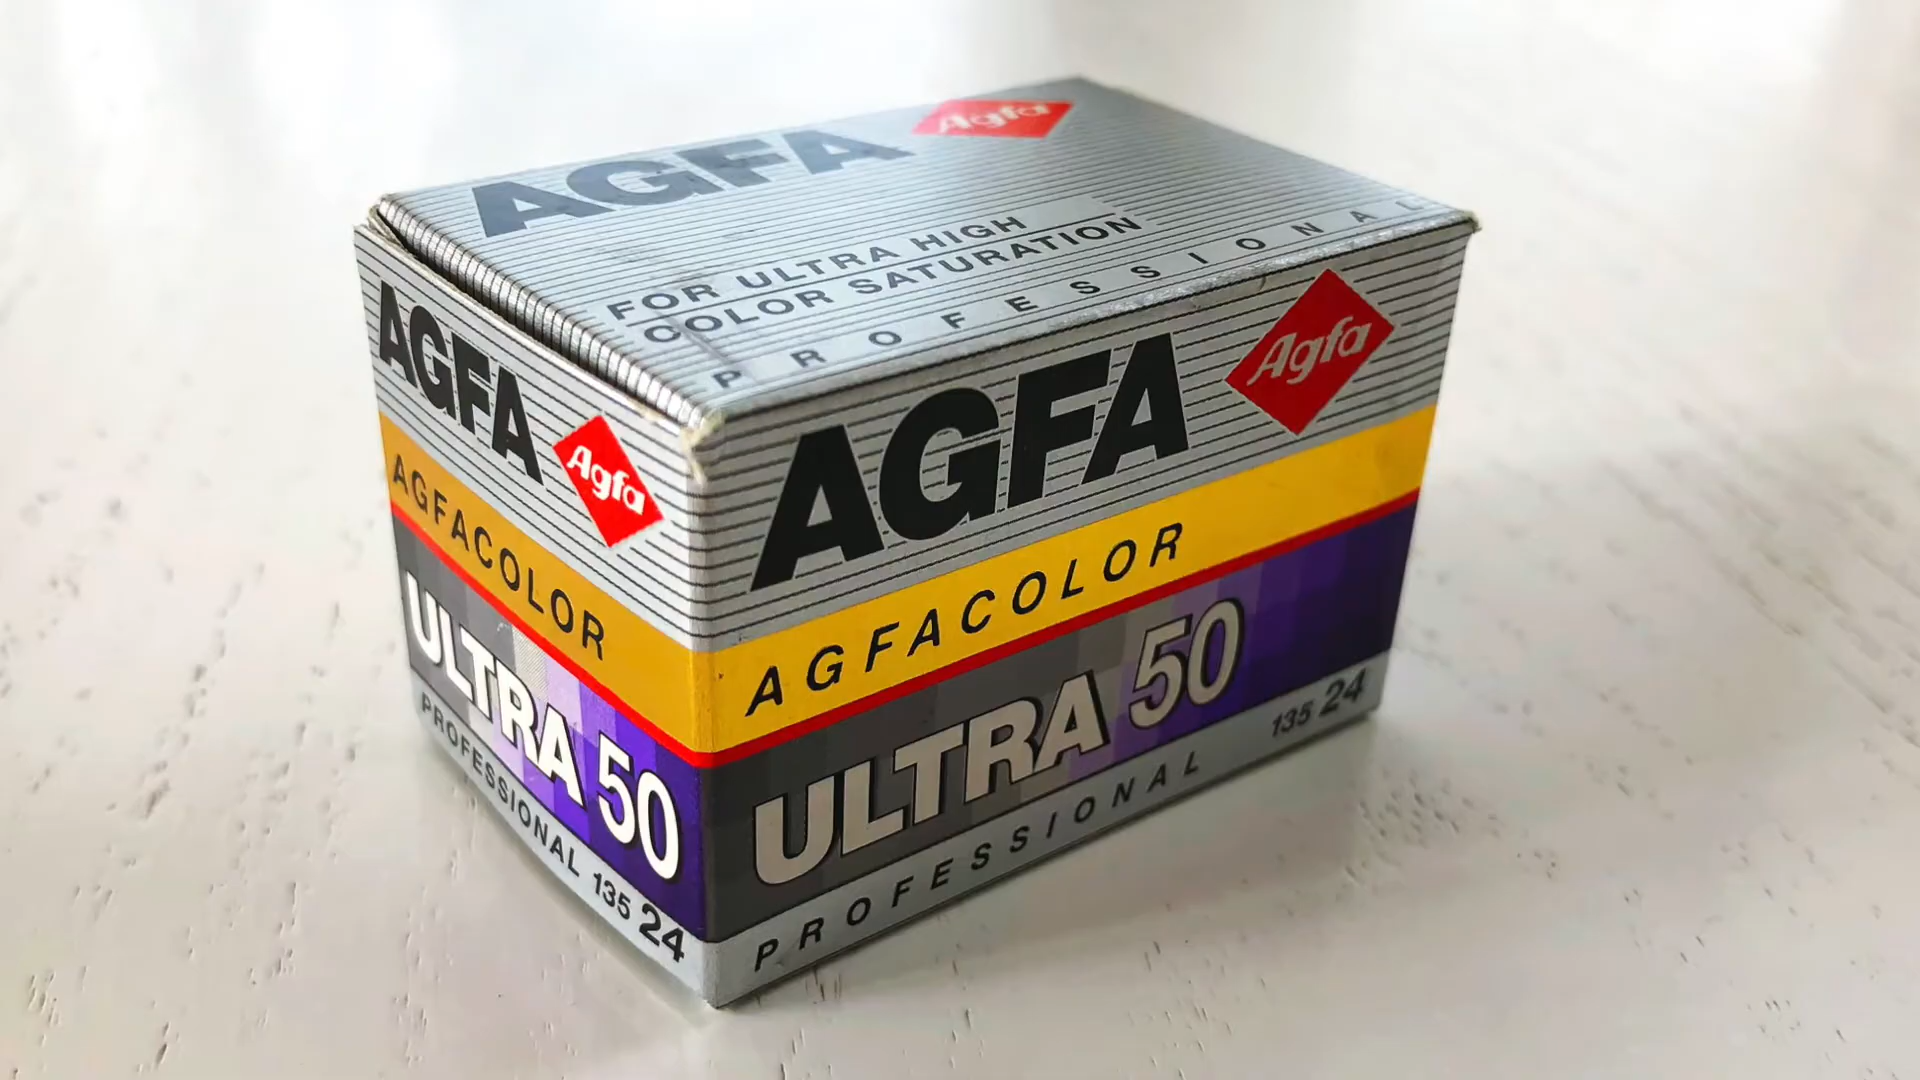 AGFA
Agfa
FOR ULTRA HIGH
COLOR SATURATION
PROFESSIONAL
AGFA
Agfa
AGFACOLOR
ULTRA 50
PROFESSIONAL 135 24
AGFA
Agfa
AGFACOLOR
ULTRA 50
PROFESSIONAL
135 24